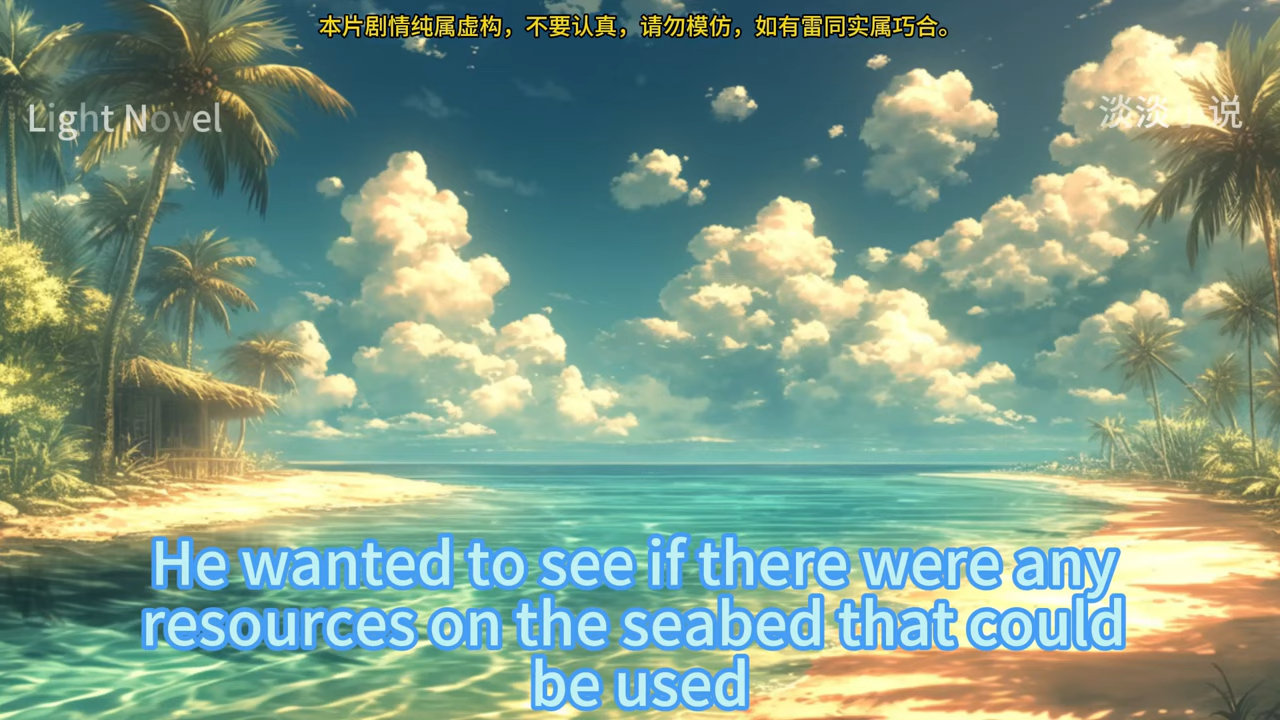 本片剧情纯属虚构，不要认真，请勿模仿，如有雷同实属巧合。
Light Novel
淡淡小说
He wanted to see if there were any
resources on the seabed that could
be used